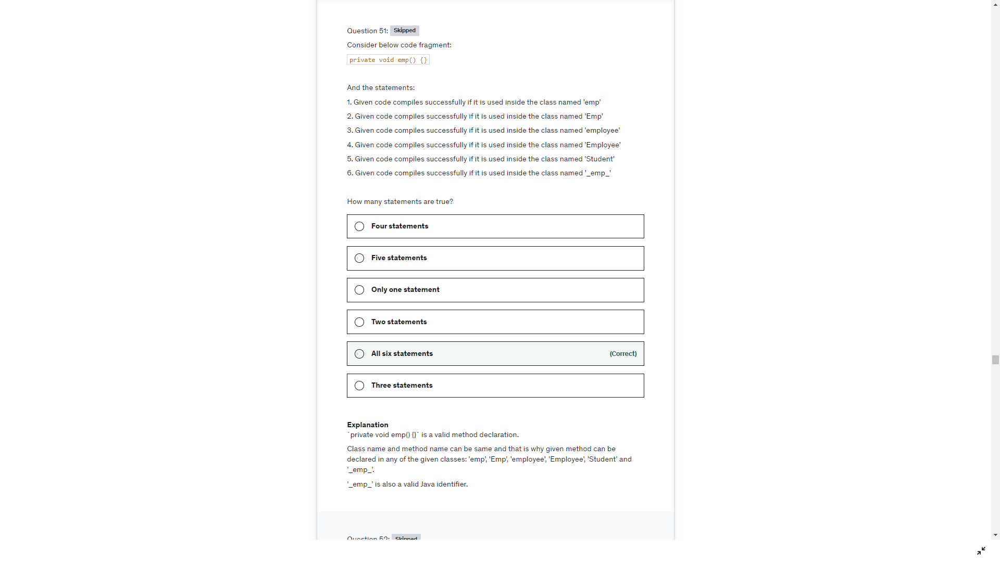 Question 51: Skipped
Consider below code fragment:
private void emp() {}
And the statements:
1. Given code compiles successfully if it is used inside the class named 'emp'
2. Given code compiles successfully if it is used inside the class named 'Emp'
3. Given code compiles successfully if it is used inside the class named 'employee'
4. Given code compiles successfully if it is used inside the class named 'Employee'
5. Given code compiles successfully if it is used inside the class named 'Student'
6. Given code compiles successfully if it is used inside the class named '_emp_'
How many statements are true?
Four statements
Five statements
Only one statement
Two statements
All six statements (Correct)
Three statements
Explanation
`private void emp() {}` is a valid method declaration.
Class name and method name can be same and that is why given method can be
declared in any of the given classes: 'emp', 'Emp', 'employee', 'Employee', 'Student' and
'_emp_'.
'_emp_' is also a valid Java identifier.
Question 52: Skipped